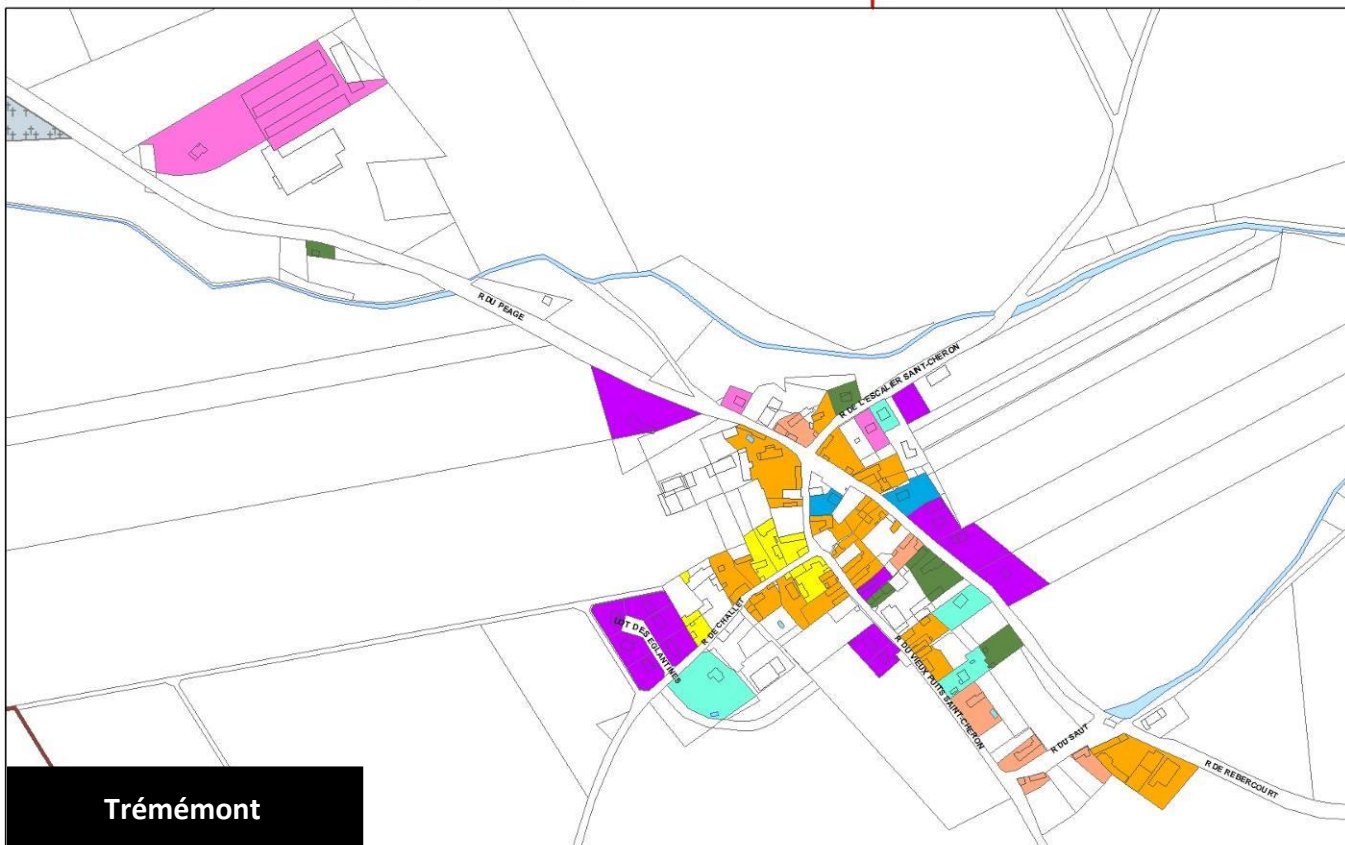 R DU PEAGE
R DE L'ESCALIER SAINT-CHERON
R DE CHALLET
LOT DES EGLANTINES
R DU VIEUX PUITS SAINT-CHERON
R DU SAUT
R DE REBERCOURT
Trémémont